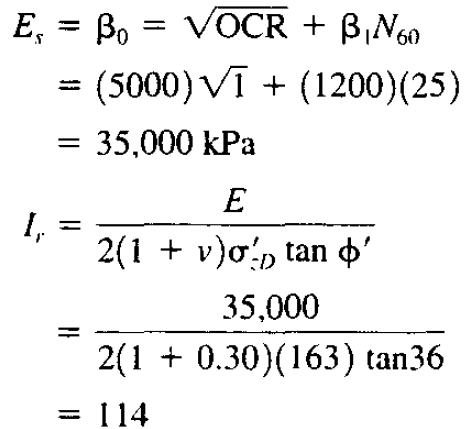 E_s = β_0 = √OCR + β_1N_60
= (5000)√1 + (1200)(25)
= 35,000 kPa
I_r = E / 2(1 + ν)σ'_zD tan ϕ'
= 35,000 / 2(1 + 0.30)(163) tan36
= 114